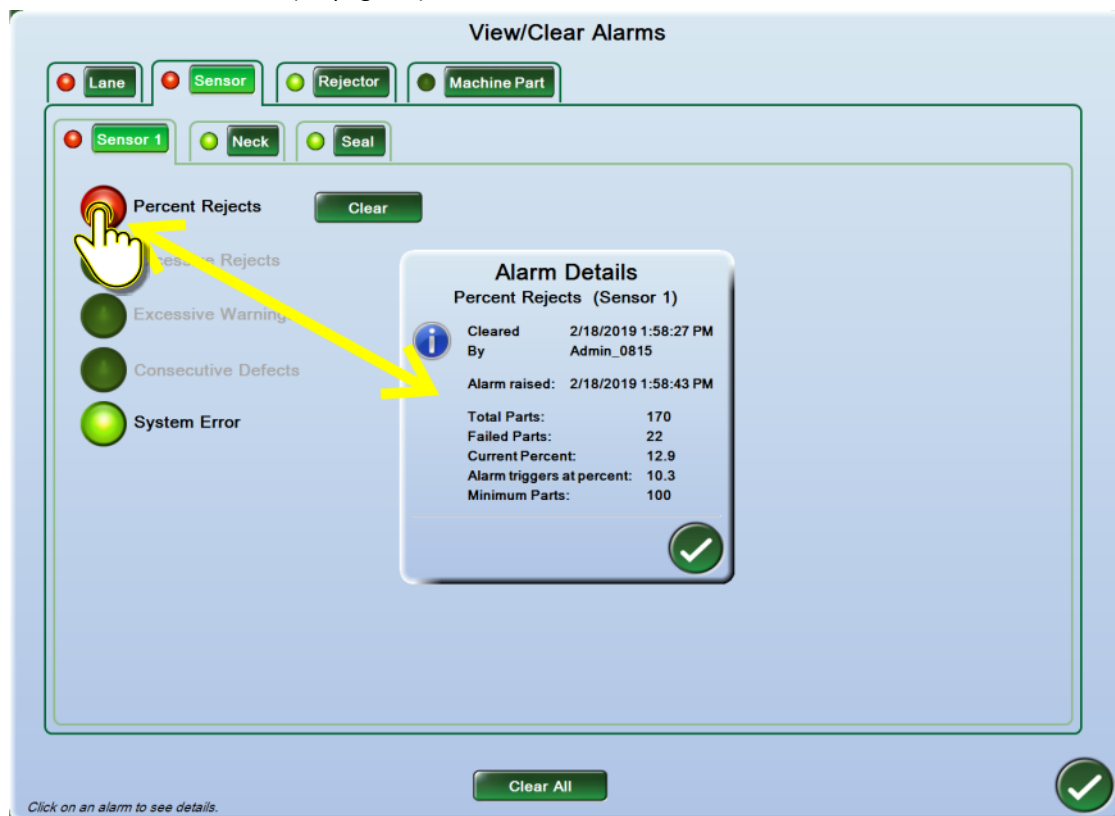 View/Clear Alarms
Lane Sensor Rejector Machine Part
Sensor 1 Neck Seal
Percent Rejects Clear
Rejects
Excessive Warning
Consecutive Defects
System Error
Alarm Details
Percent Rejects (Sensor 1)
Cleared 2/18/2019 1:58:27 PM
By Admin_0815
Alarm raised: 2/18/2019 1:58:43 PM
Total Parts: 170
Failed Parts: 22
Current Percent: 12.9
Alarm triggers at percent: 10.3
Minimum Parts: 100
Clear All
Click on an alarm to see details.